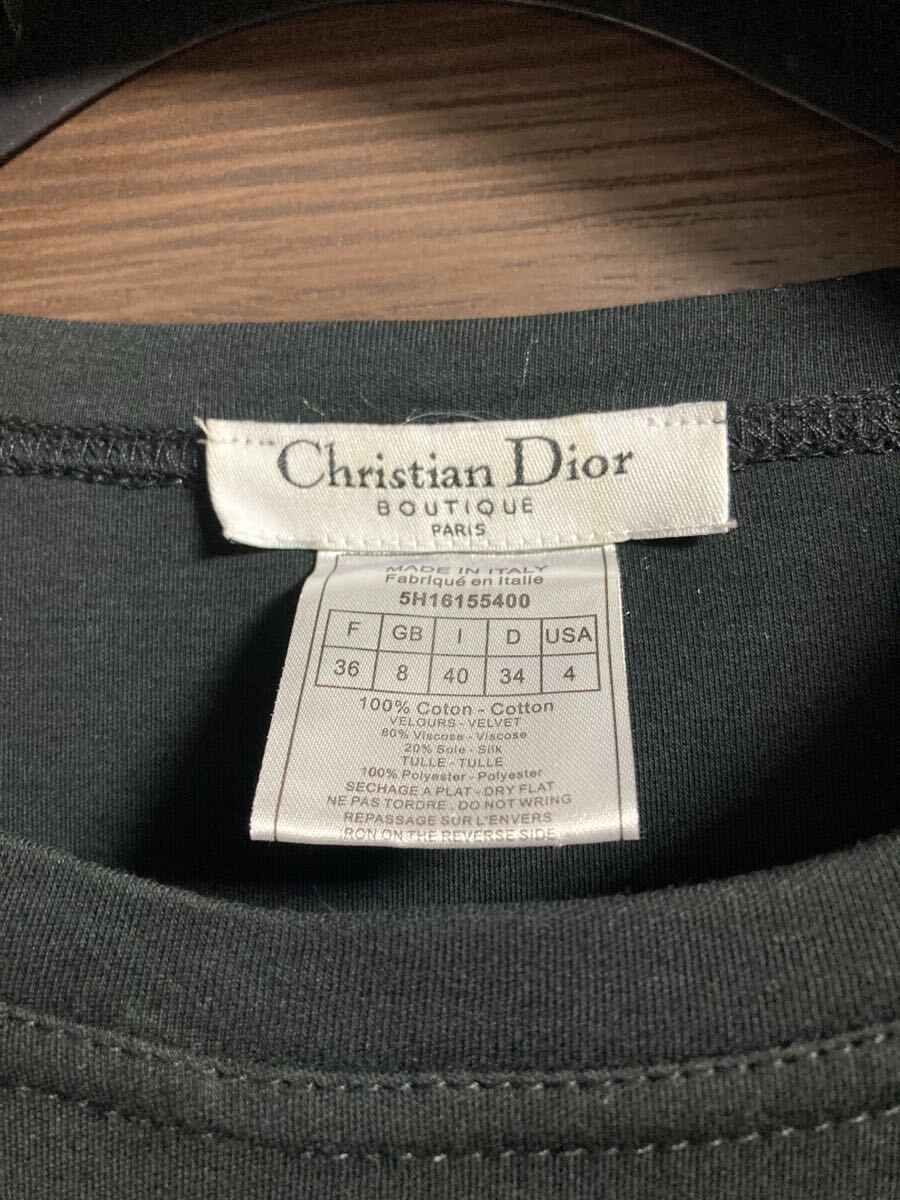 Christian Dior
BOUTIQUE
PARIS
MADE IN ITALY
Fabriqué en Italie
5H16155400
F GB I D USA
36 8 40 34 4
100% Coton - Cotton
VELOURS - VELVET
80% Viscose - Viscose
20% Soie - Silk
TULLE - TULLE
100% Polyester - Polyester
SECHAGE A PLAT - DRY FLAT
NE PAS TORDRE . DO NOT WRING
REPASSAGE SUR L'ENVERS
IRON ON THE REVERSE SIDE